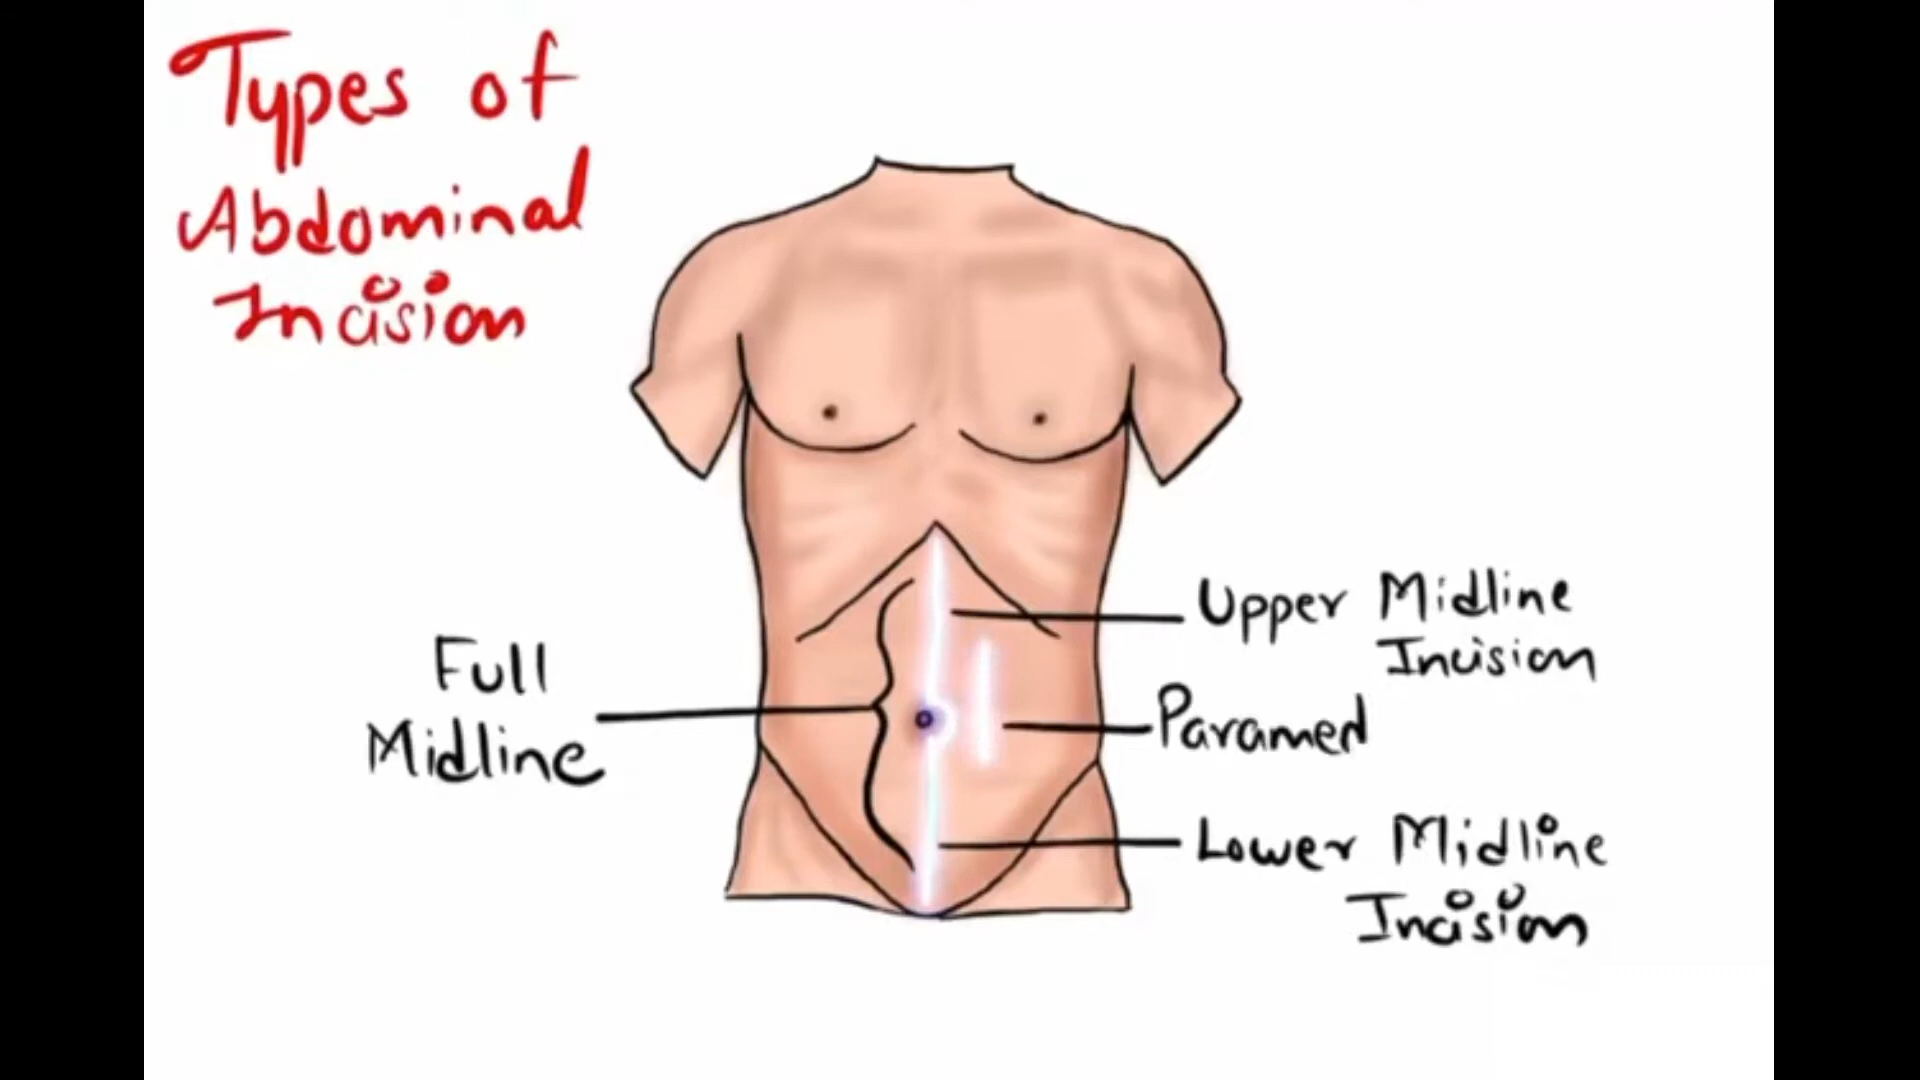 Types of
Abdominal
Incision
Full
Midline
Upper Midline
Incision
Paramed
Lower Midline
Incision